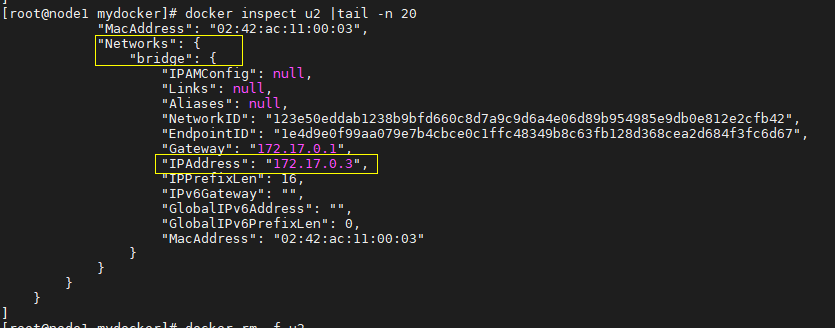 ]
[root@node1 mydocker]# docker inspect u2 |tail -n 20
"MacAddress": "02:42:ac:11:00:03",
"Networks": {
"bridge": {
"IPAMConfig": null,
"Links": null,
"Aliases": null,
"NetworkID": "123e50eddab1238b9bfd660c8d7a9c9d6a4e06d89b954985e9db0e812e2cfb42",
"EndpointID": "1e4d9e0f99aa079e7b4cbce0c1ffc48349b8c63fb128d368cea2d684f3fc6d67",
"Gateway": "172.17.0.1",
"IPAddress": "172.17.0.3",
"IPPrefixLen": 16,
"IPv6Gateway": "",
"GlobalIPv6Address": "",
"GlobalIPv6PrefixLen": 0,
"MacAddress": "02:42:ac:11:00:03"
}
}
}
}
]
[root@node1 mydocker]# docker rm -f u2